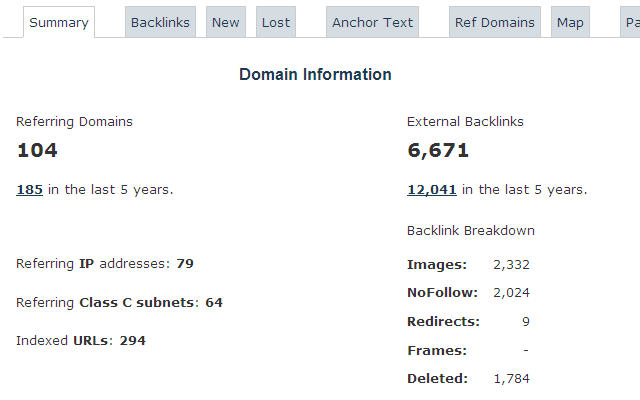 Summary Backlinks New Lost Anchor Text Ref Domains Map Pa
Domain Information
Referring Domains
104
185 in the last 5 years.
Referring IP addresses: 79
Referring Class C subnets: 64
Indexed URLs: 294
External Backlinks
6,671
12,041 in the last 5 years.
Backlink Breakdown
Images: 2,332
NoFollow: 2,024
Redirects: 9
Frames: -
Deleted: 1,784